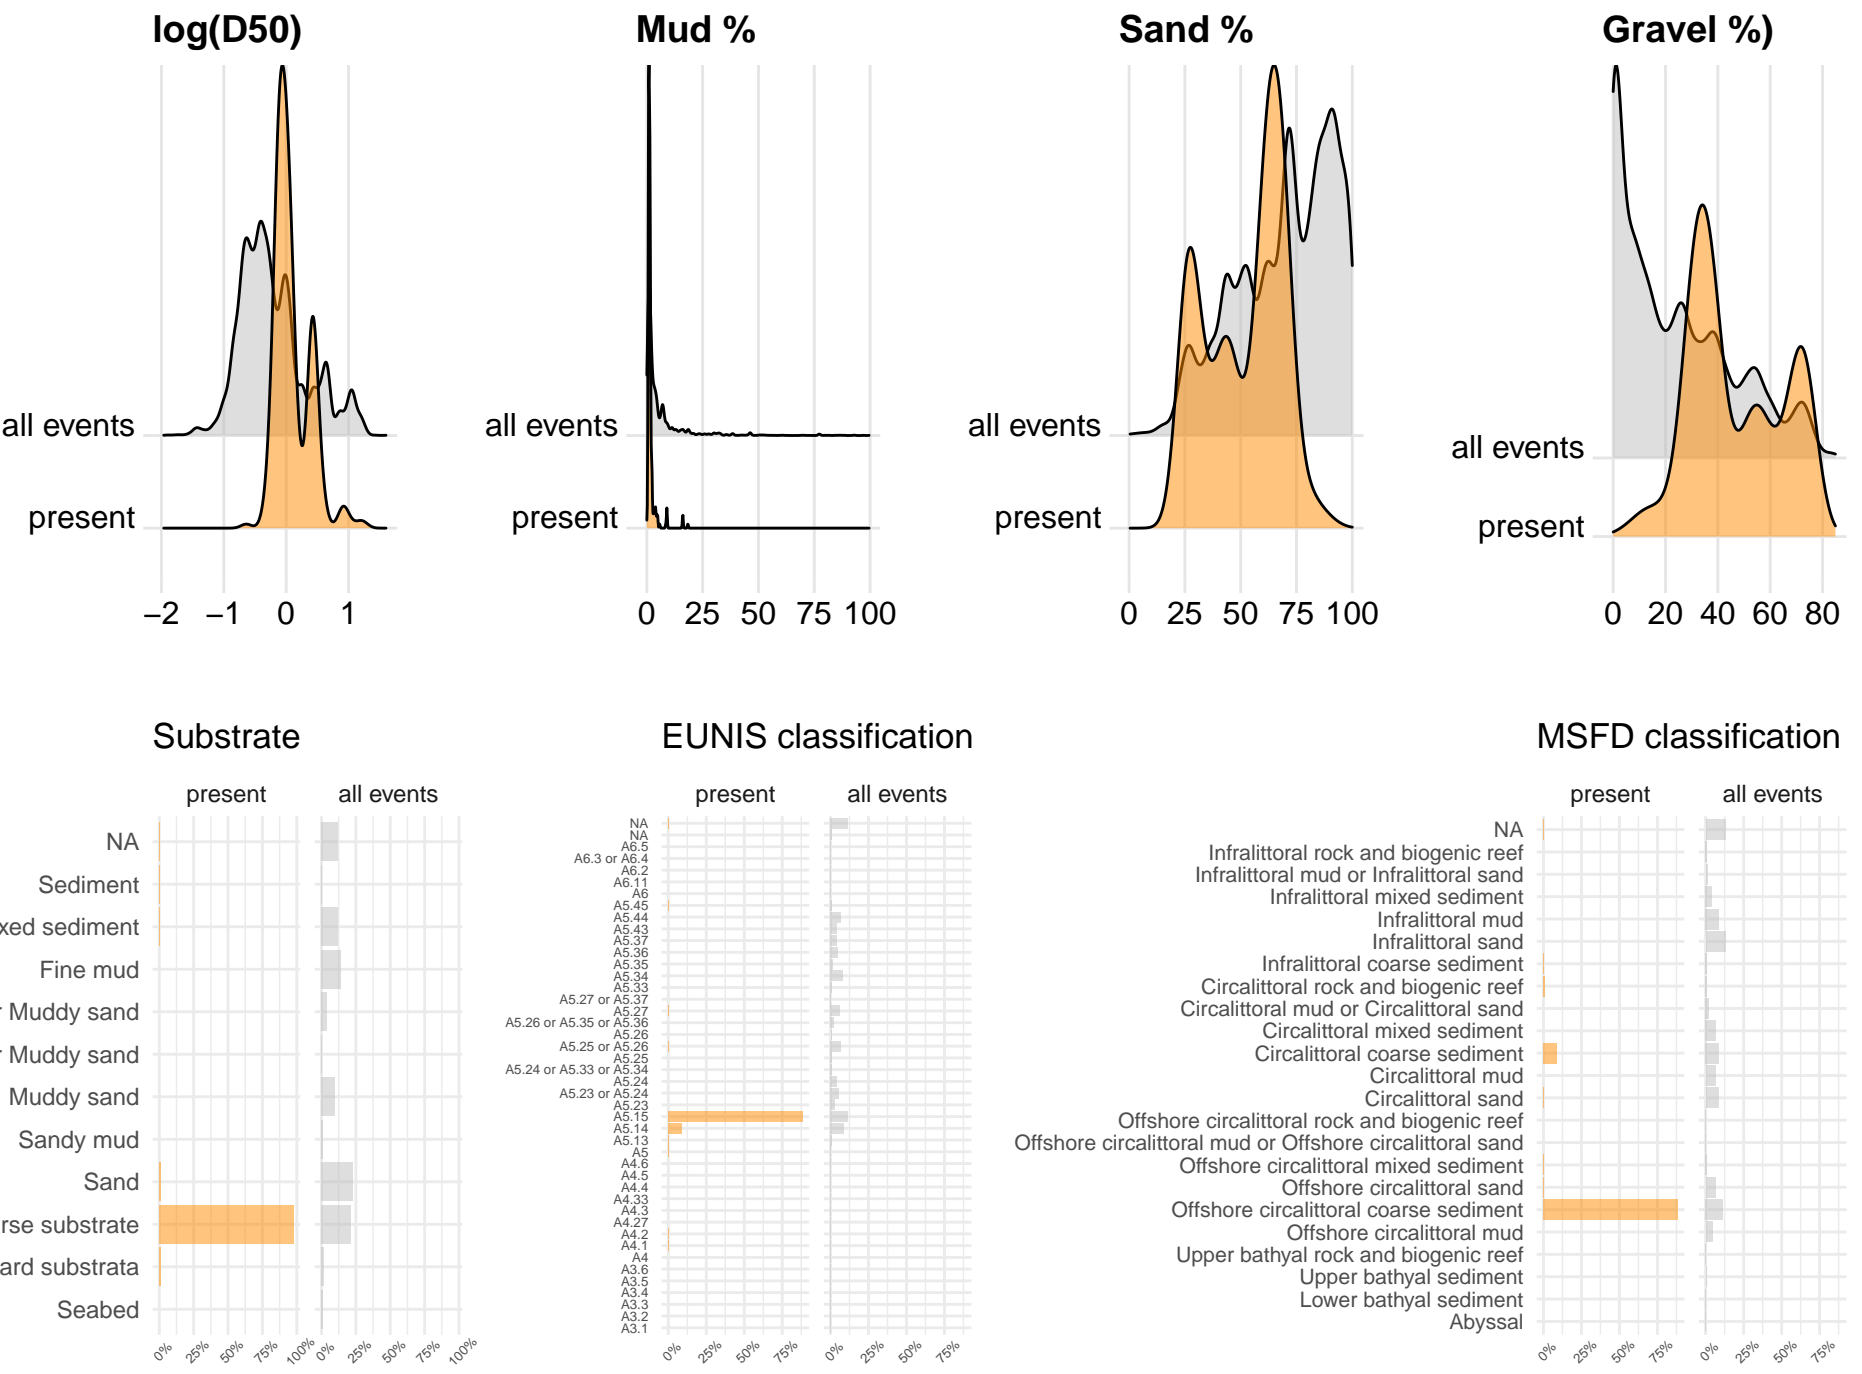 log(D50)
Mud %
Sand %
Gravel %)
all events
present
−2 −1 0 1
all events
present
0 25 50 75 100
all events
present
0 25 50 75 100
all events
present
0 20 40 60 80
Substrate
present all events
NA
Sediment
xed sediment
Fine mud
r Muddy sand
r Muddy sand
Muddy sand
Sandy mud
Sand
rse substrate
ard substrata
Seabed
0% 25% 50% 75% 100% 0% 25% 50% 75% 100%
EUNIS classification
present all events
NA
NA
A6.5
A6.3 or A6.4
A6.2
A6.11
A6
A5.45
A5.44
A5.43
A5.37
A5.36
A5.35
A5.34
A5.33
A5.27 or A5.37
A5.27
A5.26 or A5.35 or A5.36
A5.26
A5.25 or A5.26
A5.25
A5.24 or A5.33 or A5.34
A5.24
A5.23 or A5.24
A5.23
A5.15
A5.14
A5.13
A5
A4.6
A4.5
A4.4
A4.33
A4.3
A4.27
A4.2
A4.1
A4
A3.6
A3.5
A3.4
A3.3
A3.2
A3.1
0% 25% 50% 75% 0% 25% 50% 75%
MSFD classification
present all events
NA
Infralittoral rock and biogenic reef
Infralittoral mud or Infralittoral sand
Infralittoral mixed sediment
Infralittoral mud
Infralittoral sand
Infralittoral coarse sediment
Circalittoral rock and biogenic reef
Circalittoral mud or Circalittoral sand
Circalittoral mixed sediment
Circalittoral coarse sediment
Circalittoral mud
Circalittoral sand
Offshore circalittoral rock and biogenic reef
Offshore circalittoral mud or Offshore circalittoral sand
Offshore circalittoral mixed sediment
Offshore circalittoral sand
Offshore circalittoral coarse sediment
Offshore circalittoral mud
Upper bathyal rock and biogenic reef
Upper bathyal sediment
Lower bathyal sediment
Abyssal
0% 25% 50% 75% 0% 25% 50% 75%